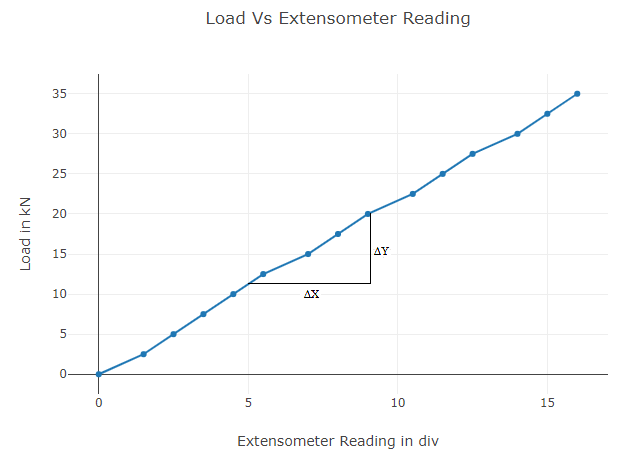 Load Vs Extensometer Reading
35
30
25
20
15
10
5
0
Load in kN
ΔY
ΔX
0 5 10 15
Extensometer Reading in div